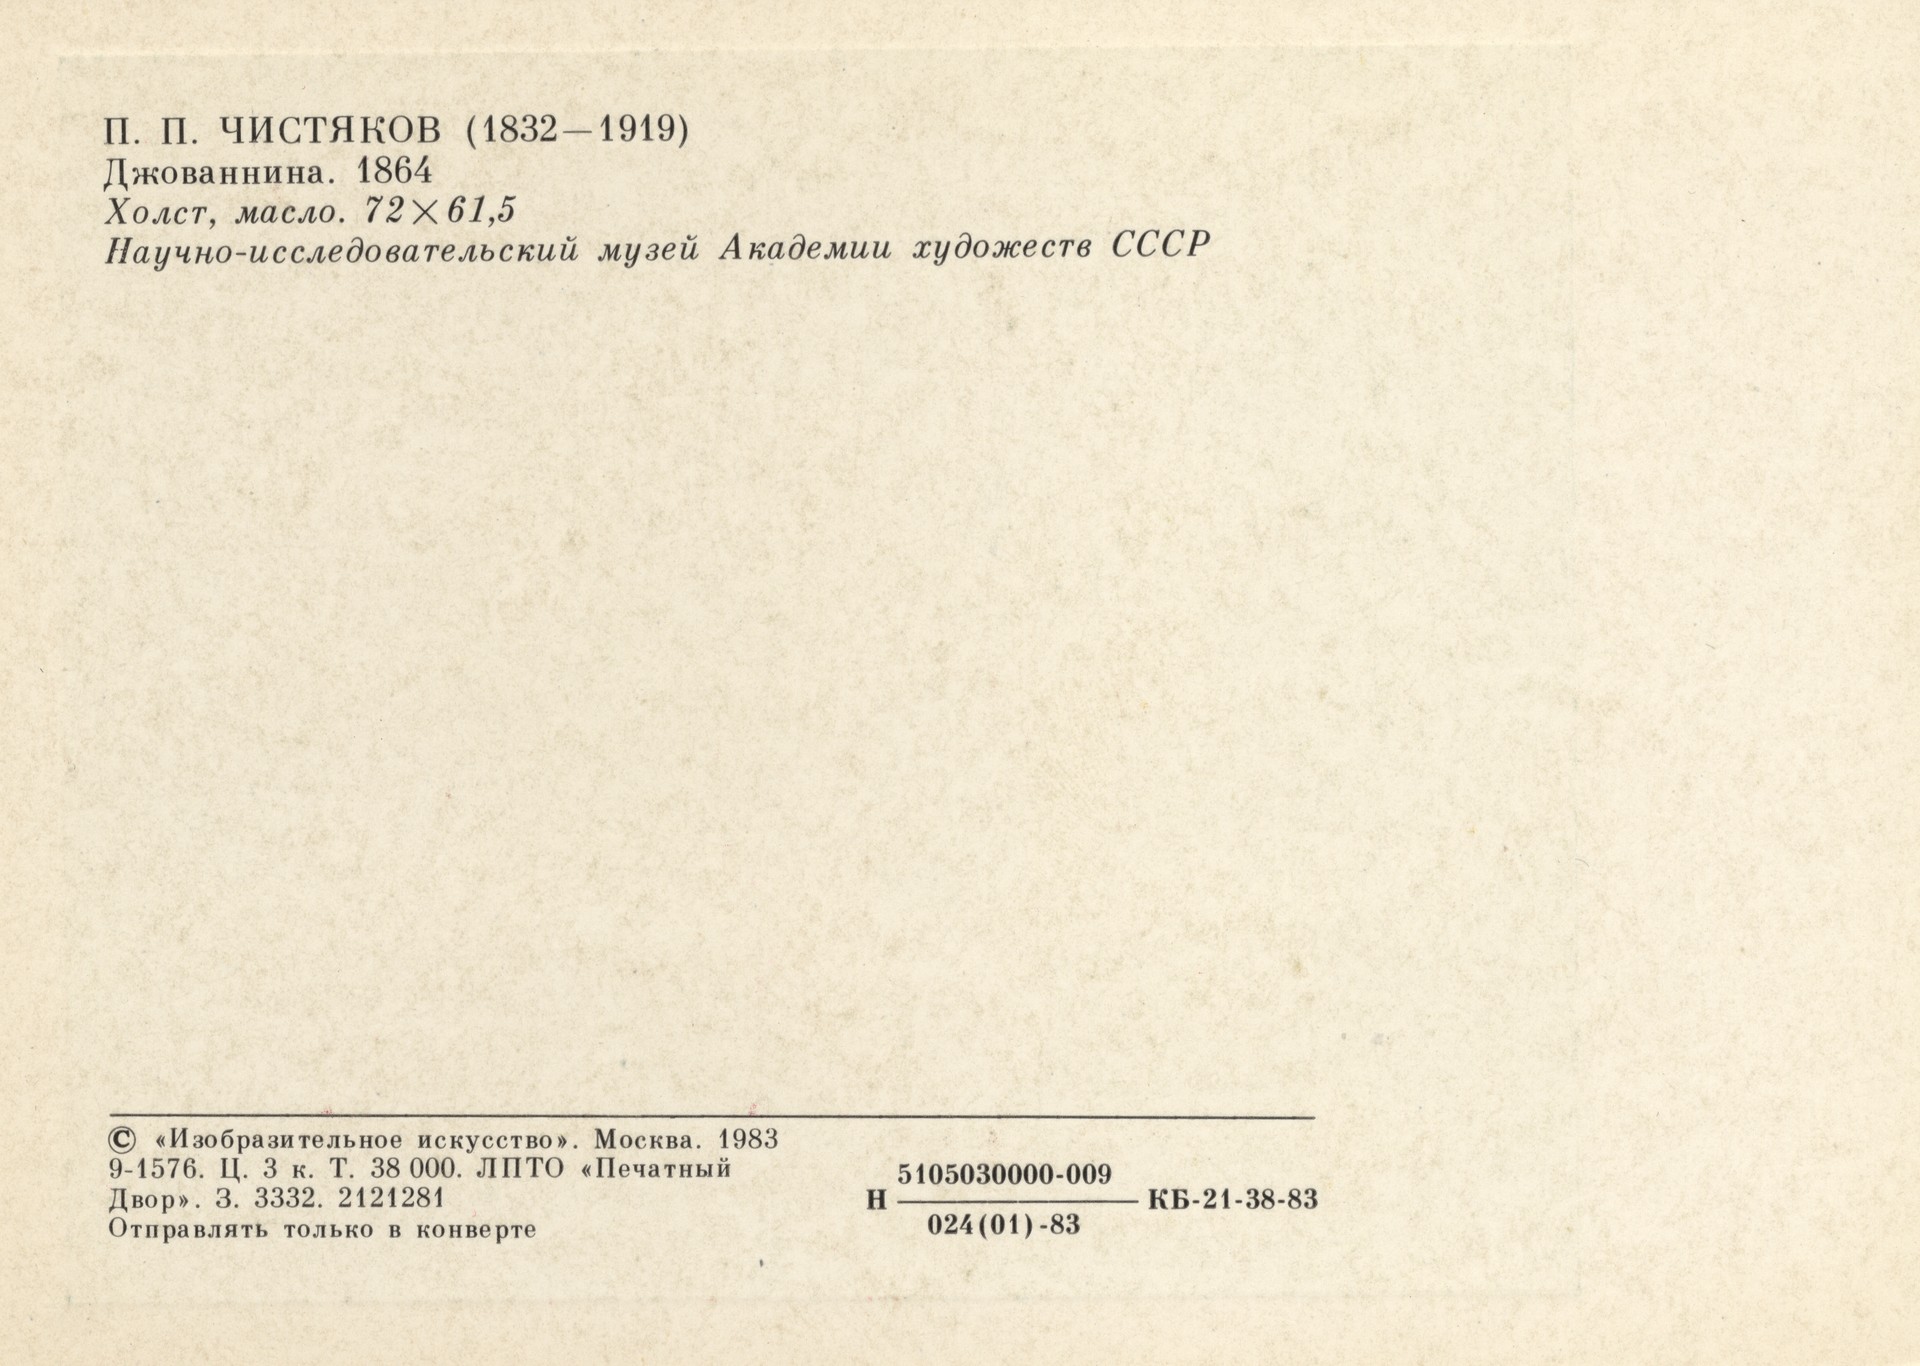 П. П. ЧИСТЯКОВ (1832—1919)
Джованнина. 1864
Холст, масло. 72×61,5
Научно-исследовательский музей Академии художеств СССР
© «Изобразительное искусство». Москва. 1983
9-1576. Ц. 3 к. Т. 38 000. ЛПТО «Печатный
Двор». З. 3332. 2121281
Отправлять только в конверте
5105030000-009
Н КБ-21-38-83
024(01)-83